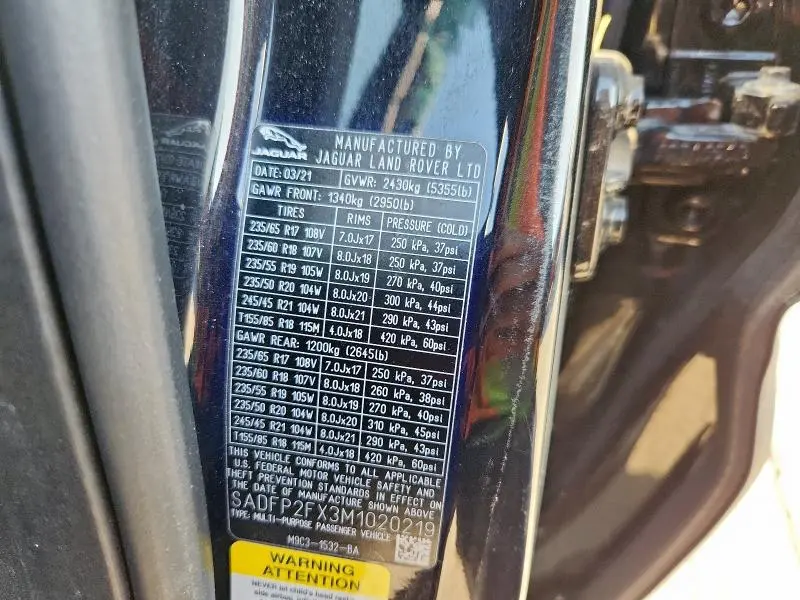 JAGUAR
MANUFACTURED BY
JAGUAR LAND ROVER LTD
DATE: 03/21 GVWR: 2430kg (5355lb)
GAWR FRONT: 1340kg (2950lb)
TIRES RIMS PRESSURE (COLD)
235/65 R17 108V 7.0Jx17 250 kPa, 37psi
235/60 R18 107V 8.0Jx18 250 kPa, 37psi
235/55 R19 105W 8.0Jx19 270 kPa, 40psi
235/50 R20 104W 8.0Jx20 300 kPa, 44psi
245/45 R21 104W 8.0Jx21 290 kPa, 43psi
T155/85 R18 115M 4.0Jx18 420 kPa, 60psi
GAWR REAR: 1200kg (2645lb)
235/65 R17 108V 7.0Jx17 250 kPa, 37psi
235/60 R18 107V 8.0Jx18 260 kPa, 38psi
235/55 R19 105W 8.0Jx19 270 kPa, 40psi
235/50 R20 104W 8.0Jx20 310 kPa, 45psi
245/45 R21 104W 8.0Jx21 290 kPa, 43psi
T155/85 R18 115M 4.0Jx18 420 kPa, 60psi
THIS VEHICLE CONFORMS TO ALL APPLICABLE
U.S. FEDERAL MOTOR VEHICLE SAFETY AND
THEFT PREVENTION STANDARDS IN EFFECT ON
THE DATE OF MANUFACTURE SHOWN ABOVE
SADFP2FX3M1020219
TYPE: MULTI-PURPOSE PASSENGER VEHICLE
M9C3-1532-BA
WARNING
ATTENTION
NEVER let child's head rest
side airbag